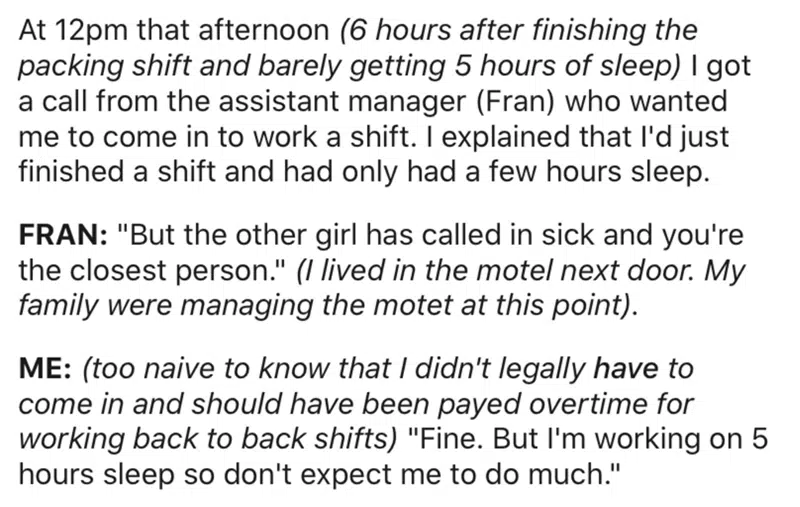 At 12pm that afternoon (6 hours after finishing the
packing shift and barely getting 5 hours of sleep) I got
a call from the assistant manager (Fran) who wanted
me to come in to work a shift. I explained that I'd just
finished a shift and had only had a few hours sleep.
FRAN: "But the other girl has called in sick and you're
the closest person." (I lived in the motel next door. My
family were managing the motet at this point).
ME: (too naive to know that I didn't legally have to
come in and should have been payed overtime for
working back to back shifts) "Fine. But I'm working on 5
hours sleep so don't expect me to do much."